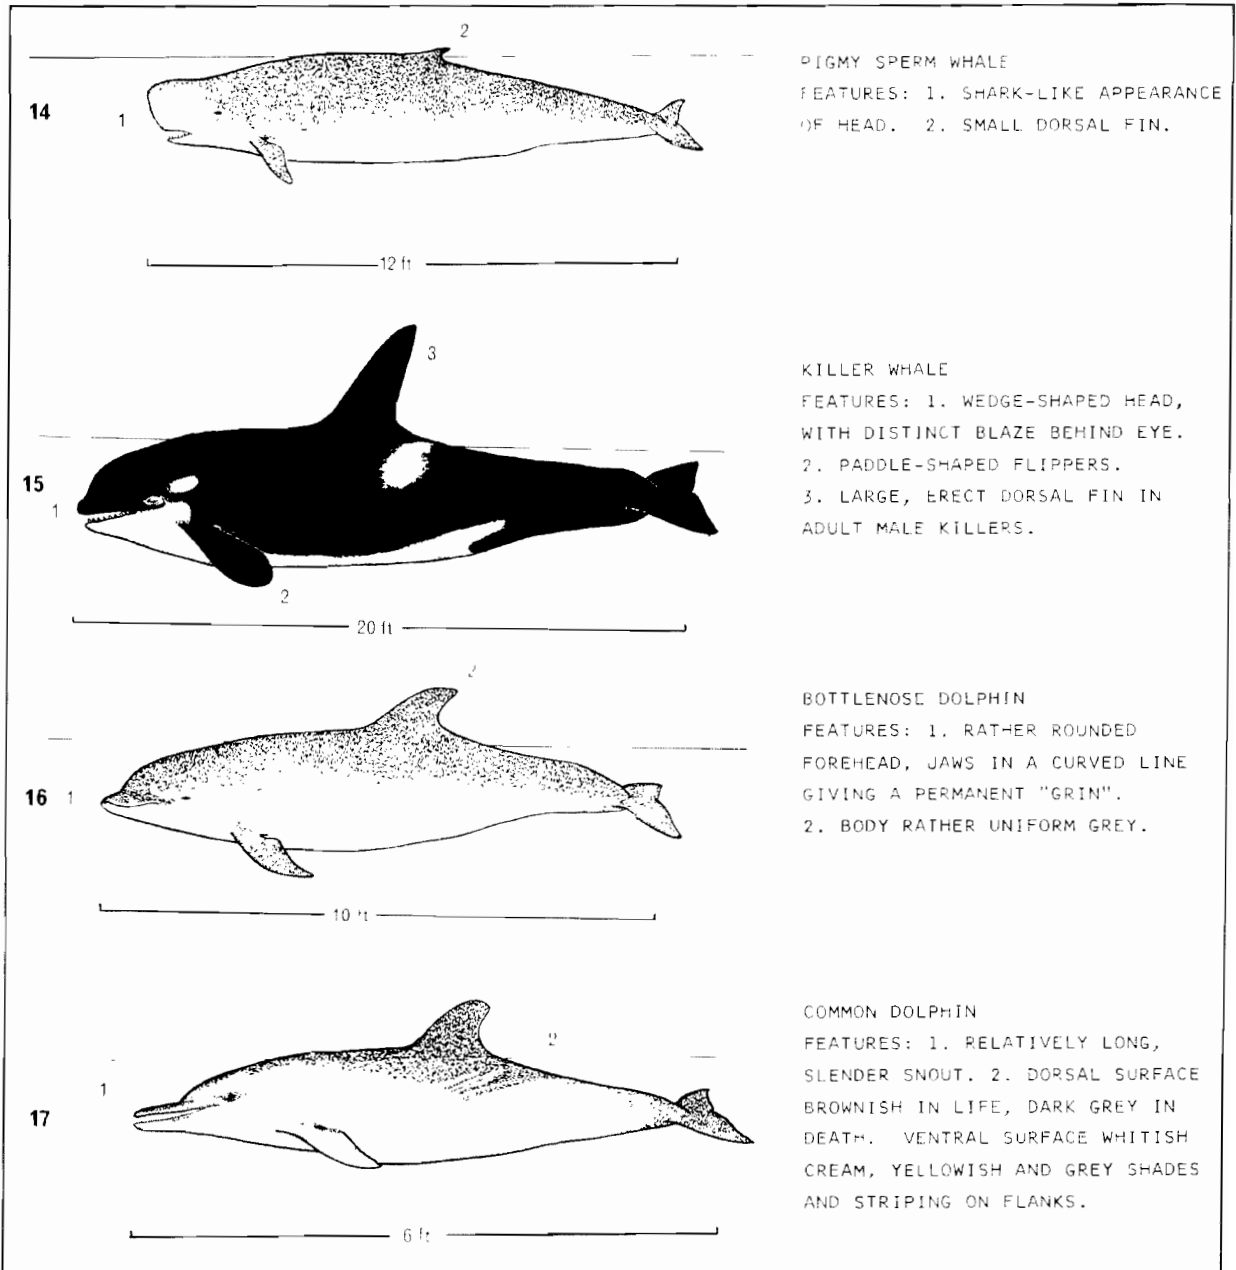 2
14
1
PIGMY SPERM WHALE
FEATURES: 1. SHARK-LIKE APPEARANCE
OF HEAD. 2. SMALL DORSAL FIN.
12 ft
3
15
1
2
KILLER WHALE
FEATURES: 1. WEDGE-SHAPED HEAD,
WITH DISTINCT BLAZE BEHIND EYE.
2. PADDLE-SHAPED FLIPPERS.
3. LARGE, ERECT DORSAL FIN IN
ADULT MALE KILLERS.
20 ft
2
16 1
BOTTLENOSE DOLPHIN
FEATURES: 1. RATHER ROUNDED
FOREHEAD, JAWS IN A CURVED LINE
GIVING A PERMANENT "GRIN".
2. BODY RATHER UNIFORM GREY.
10 ft
2
1
17
COMMON DOLPHIN
FEATURES: 1. RELATIVELY LONG,
SLENDER SNOUT. 2. DORSAL SURFACE
BROWNISH IN LIFE, DARK GREY IN
DEATH. VENTRAL SURFACE WHITISH
CREAM, YELLOWISH AND GREY SHADES
AND STRIPING ON FLANKS.
6 ft